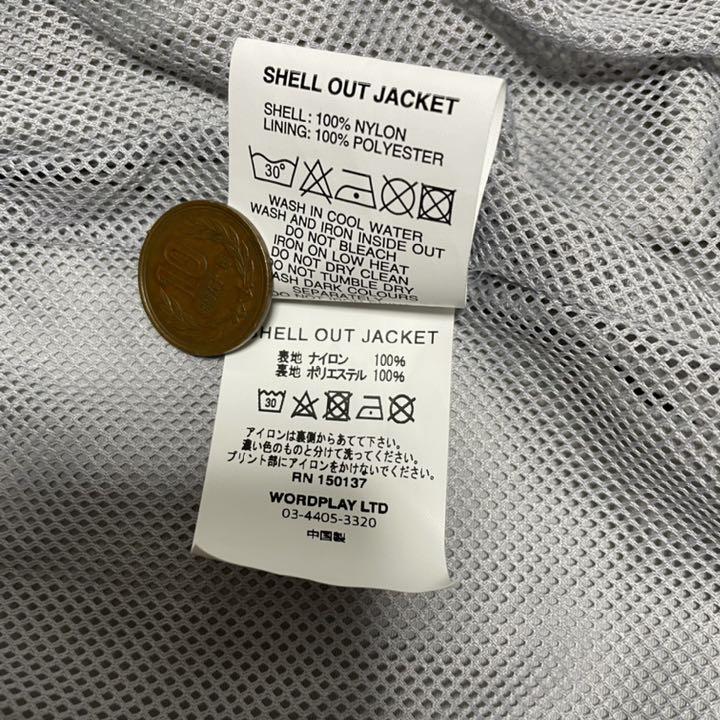 SHELL OUT JACKET
SHELL: 100% NYLON
LINING: 100% POLYESTER
30°
WASH IN COOL WATER
WASH AND IRON INSIDE OUT
DO NOT BLEACH
IRON ON LOW HEAT
DO NOT DRY CLEAN
DO NOT TUMBLE DRY
WASH DARK COLOURS
SEPARATELY
10
SHELL OUT JACKET
表地 ナイロン 100%
裏地 ポリエステル 100%
30
アイロンは裏側からあてて下さい。
濃い色のものと分けて洗ってください。
プリント部にアイロンをかけないでください。
RN 150137
WORDPLAY LTD
03-4405-3320
中国製